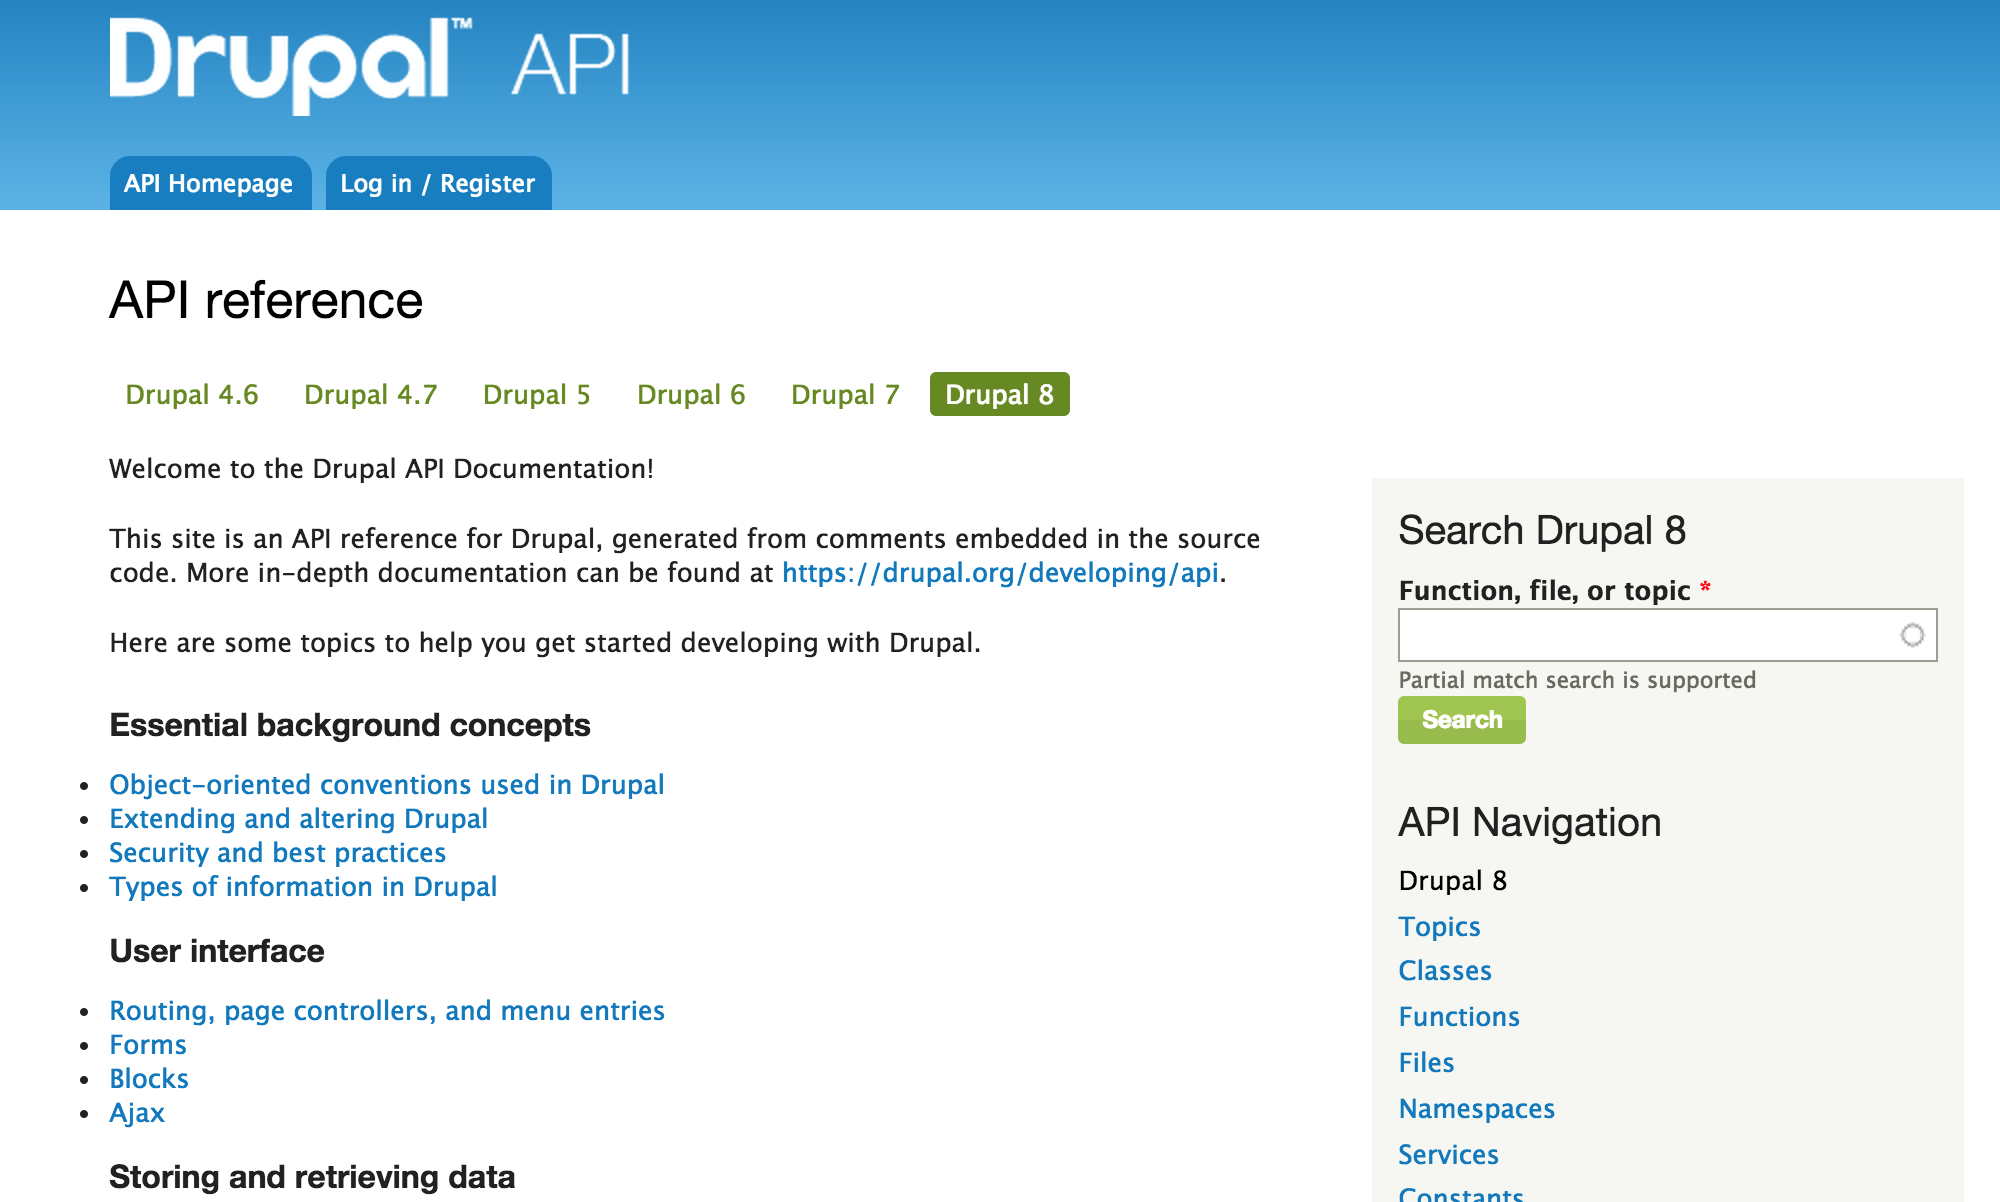 Drupal™ API
API Homepage
Log in / Register
API reference
Drupal 4.6
Drupal 4.7
Drupal 5
Drupal 6
Drupal 7
Drupal 8
Welcome to the Drupal API Documentation!
This site is an API reference for Drupal, generated from comments embedded in the source
code. More in-depth documentation can be found at https://drupal.org/developing/api.
Here are some topics to help you get started developing with Drupal.
Essential background concepts
Object-oriented conventions used in Drupal
Extending and altering Drupal
Security and best practices
Types of information in Drupal
User interface
Routing, page controllers, and menu entries
Forms
Blocks
Ajax
Storing and retrieving data
Search Drupal 8
Function, file, or topic *
Partial match search is supported
Search
API Navigation
Drupal 8
Topics
Classes
Functions
Files
Namespaces
Services
Constants